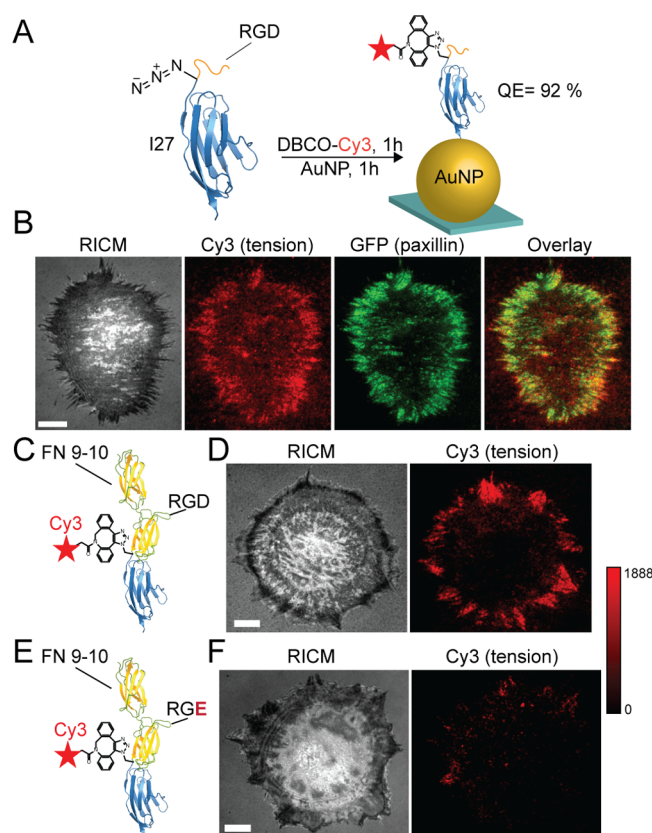 A
RGD
N N N
− +
I27
DBCO-Cy3, 1h
AuNP, 1h
N
O
N N N
QE= 92 %
AuNP
B
RICM
Cy3 (tension)
GFP (paxillin)
Overlay
C
FN 9-10
Cy3
RGD
D
RICM
Cy3 (tension)
1888
0
E
FN 9-10
Cy3
RGE
F
RICM
Cy3 (tension)